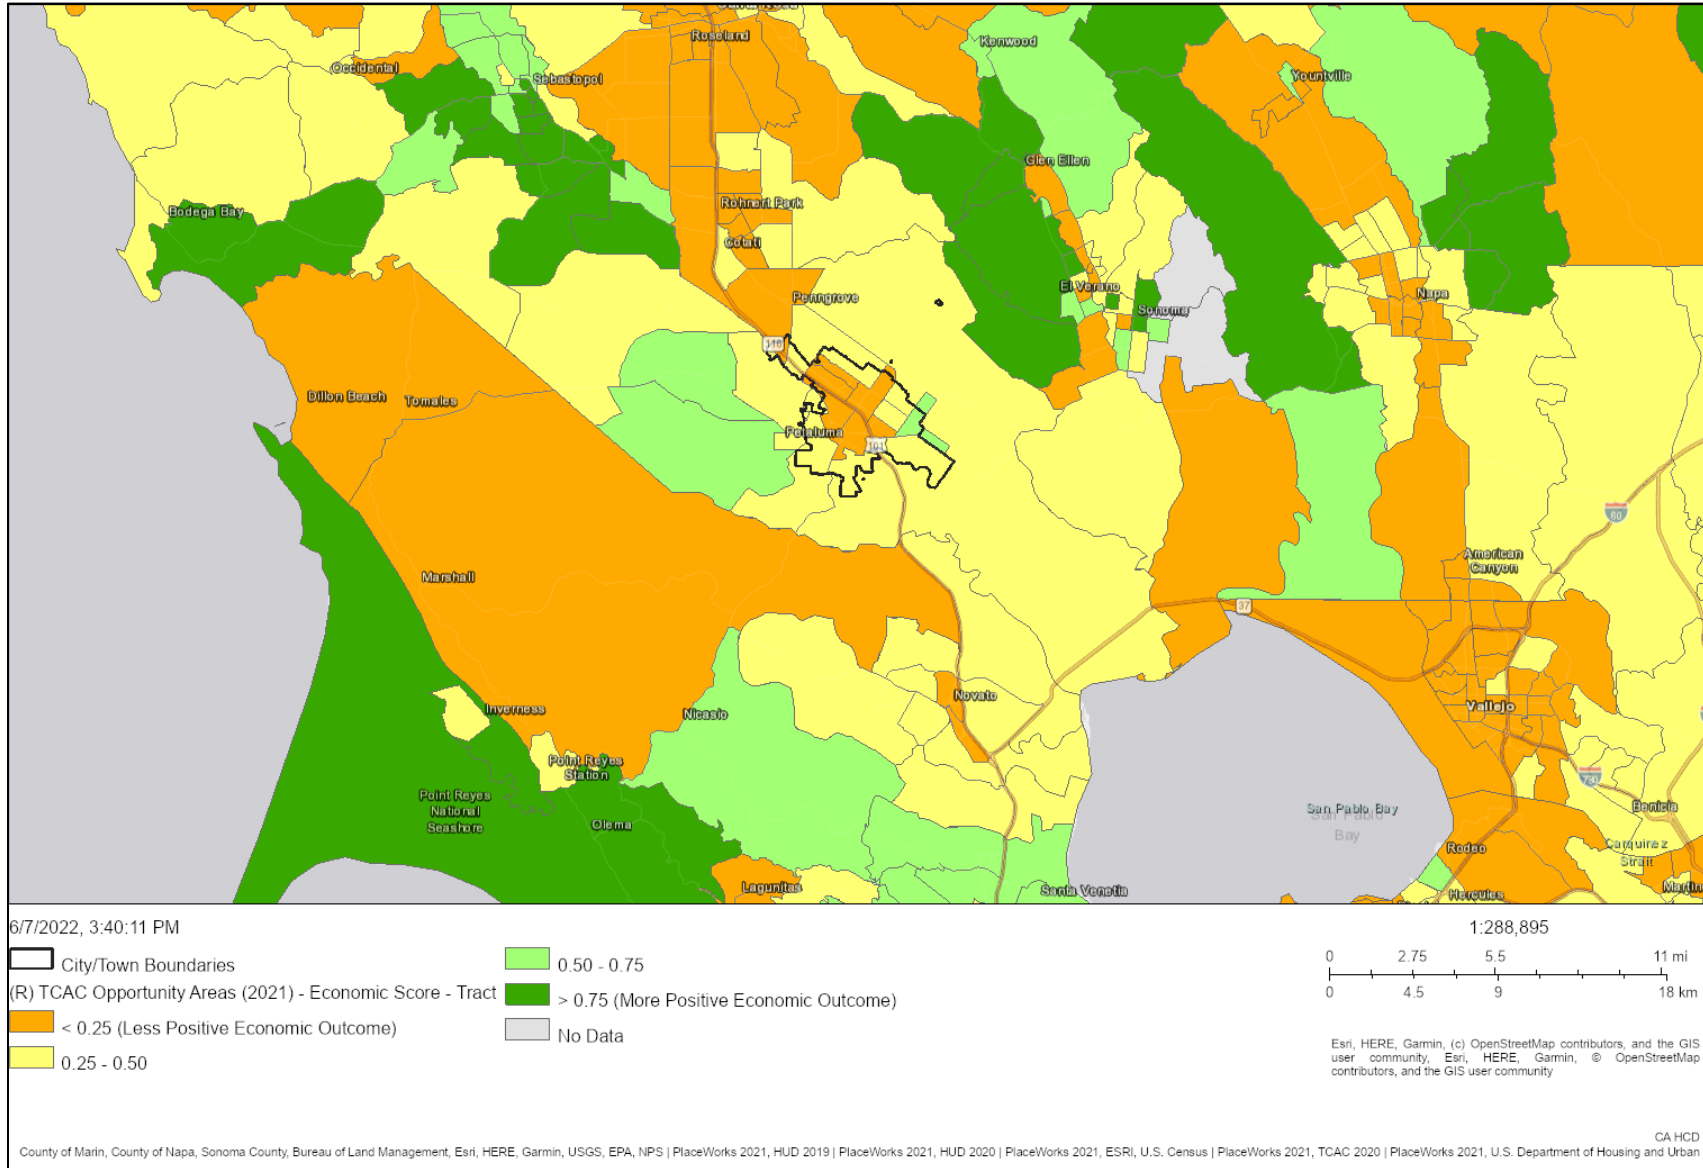 Roseland
Kenwood
Occidental
Sebastopol
Yountville
Glen Ellen
Rohnert Park
Bodega Bay
Cotati
El Verano
Napa
Penngrove
Sonoma
116
Dillon Beach
Tomales
Petaluma
101
80
American
Canyon
Marshall
37
Novato
Vallejo
Inverness
Nicasio
Point Reyes
Station
780
Point Reyes
National
Seashore
Olema
San Pablo Bay
San Pablo
Bay
Benicia
Rodeo
Carquinez
Strait
Lagunitas
Santa Venetia
Hercules
Martin
6/7/2022, 3:40:11 PM
City/Town Boundaries
(R) TCAC Opportunity Areas (2021) - Economic Score - Tract
< 0.25 (Less Positive Economic Outcome)
0.25 - 0.50
0.50 - 0.75
> 0.75 (More Positive Economic Outcome)
No Data
1:288,895
0 2.75 5.5 11 mi
0 4.5 9 18 km
Esri, HERE, Garmin, (c) OpenStreetMap contributors, and the GIS
user community, Esri, HERE, Garmin, © OpenStreetMap
contributors, and the GIS user community
CA HCD
County of Marin, County of Napa, Sonoma County, Bureau of Land Management, Esri, HERE, Garmin, USGS, EPA, NPS | PlaceWorks 2021, HUD 2019 | PlaceWorks 2021, HUD 2020 | PlaceWorks 2021, ESRI, U.S. Census | PlaceWorks 2021, TCAC 2020 | PlaceWorks 2021, U.S. Department of Housing and Urban